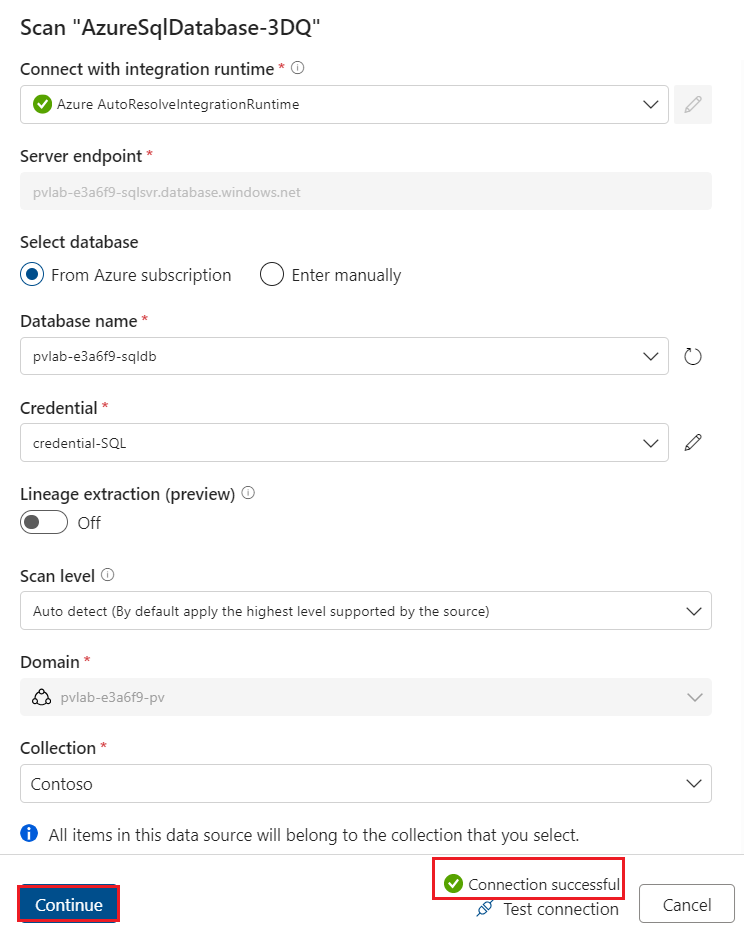 Scan "AzureSqlDatabase-3DQ"
Connect with integration runtime *
Azure AutoResolveIntegrationRuntime
Server endpoint *
pvlab-e3a6f9-sqlsvr.database.windows.net
Select database
From Azure subscription Enter manually
Database name *
pvlab-e3a6f9-sqldb
Credential *
credential-SQL
Lineage extraction (preview)
Off
Scan level
Auto detect (By default apply the highest level supported by the source)
Domain *
pvlab-e3a6f9-pv
Collection *
Contoso
All items in this data source will belong to the collection that you select.
Connection successful
Continue Test connection Cancel